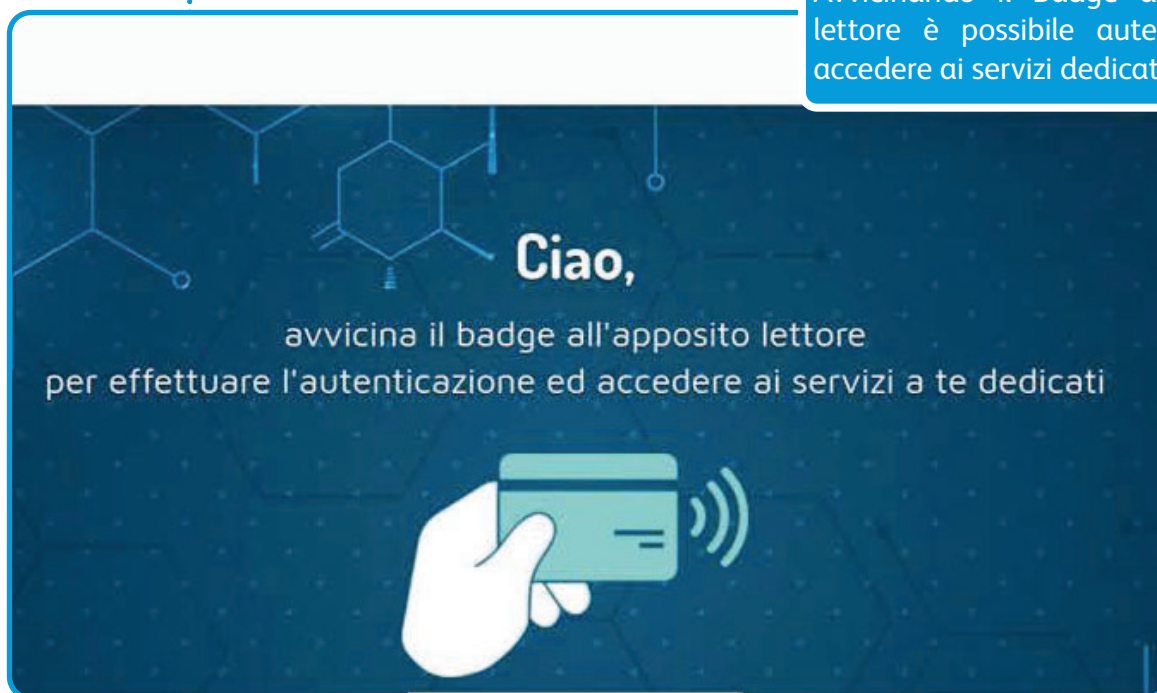 lettore è possibile
accedere ai servizi
Ciao,
avvicina il badge all'apposito lettore
per effettuare l'autenticazione ed accedere ai servizi a te dedicati